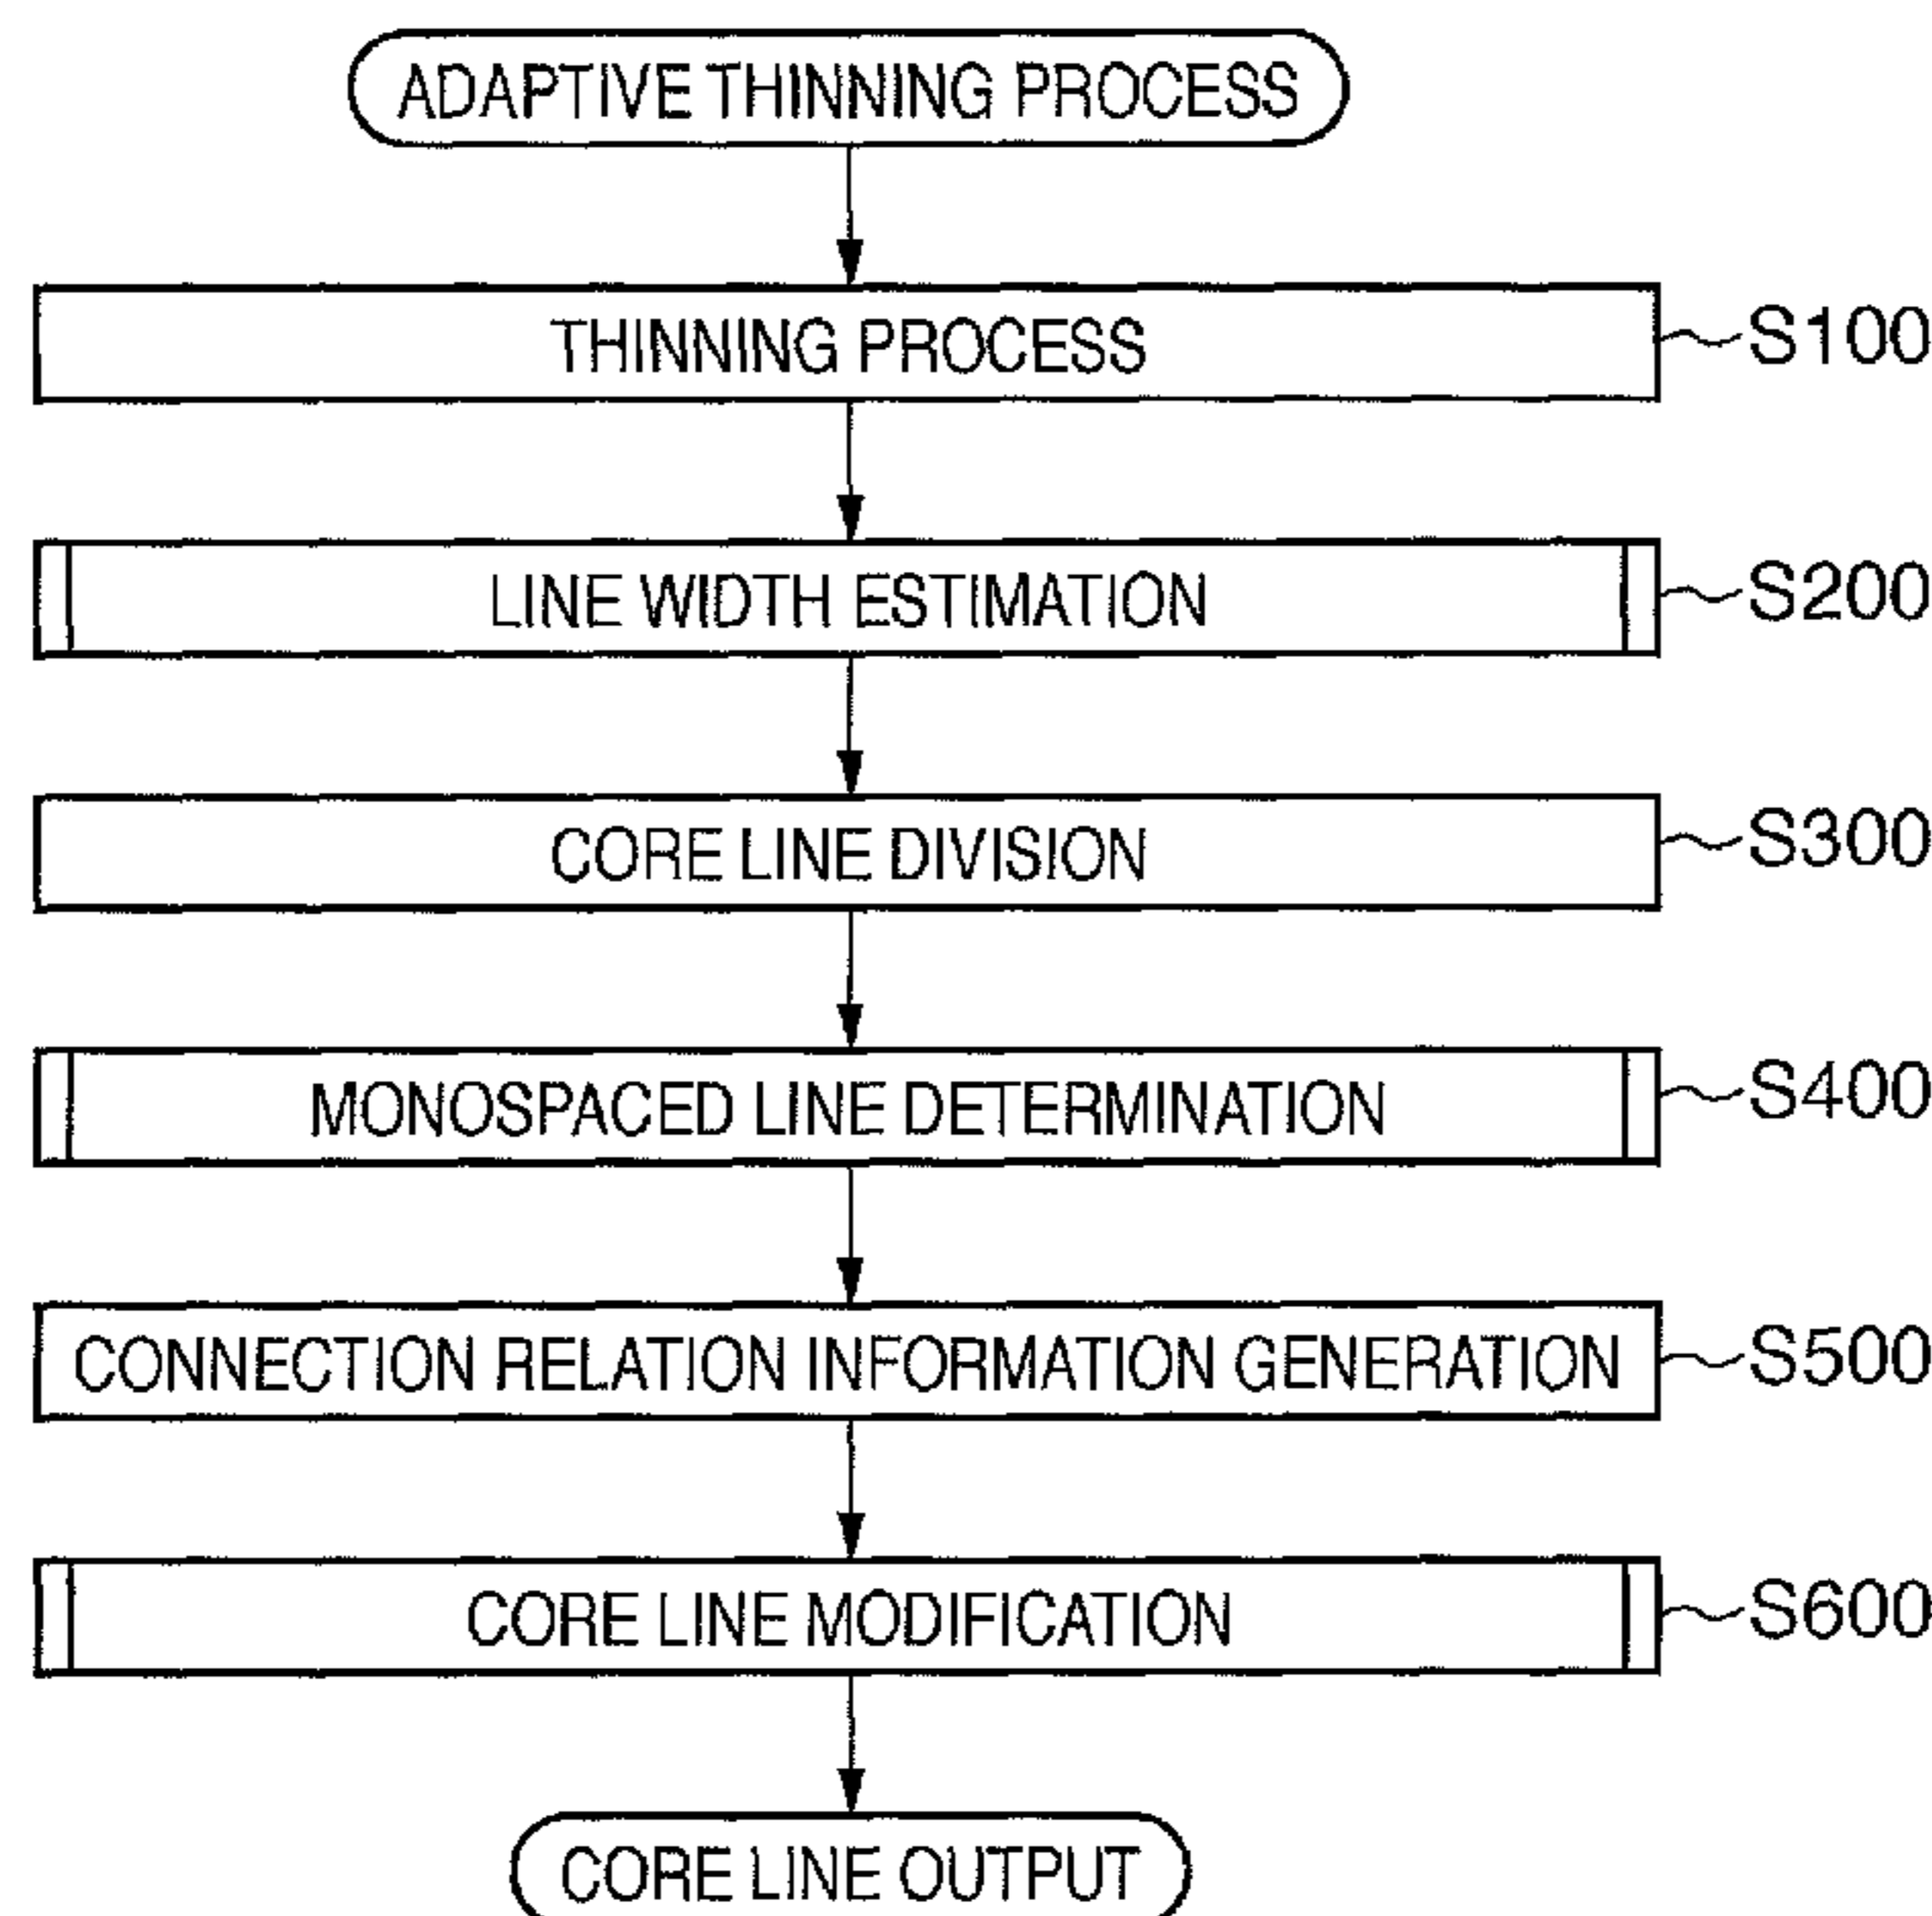 ADAPTIVE THINNING PROCESS
THINNING PROCESS
S100
LINE WIDTH ESTIMATION
S200
CORE LINE DIVISION
S300
MONOSPACED LINE DETERMINATION
S400
CONNECTION RELATION INFORMATION GENERATION
S500
CORE LINE MODIFICATION
S600
CORE LINE OUTPUT